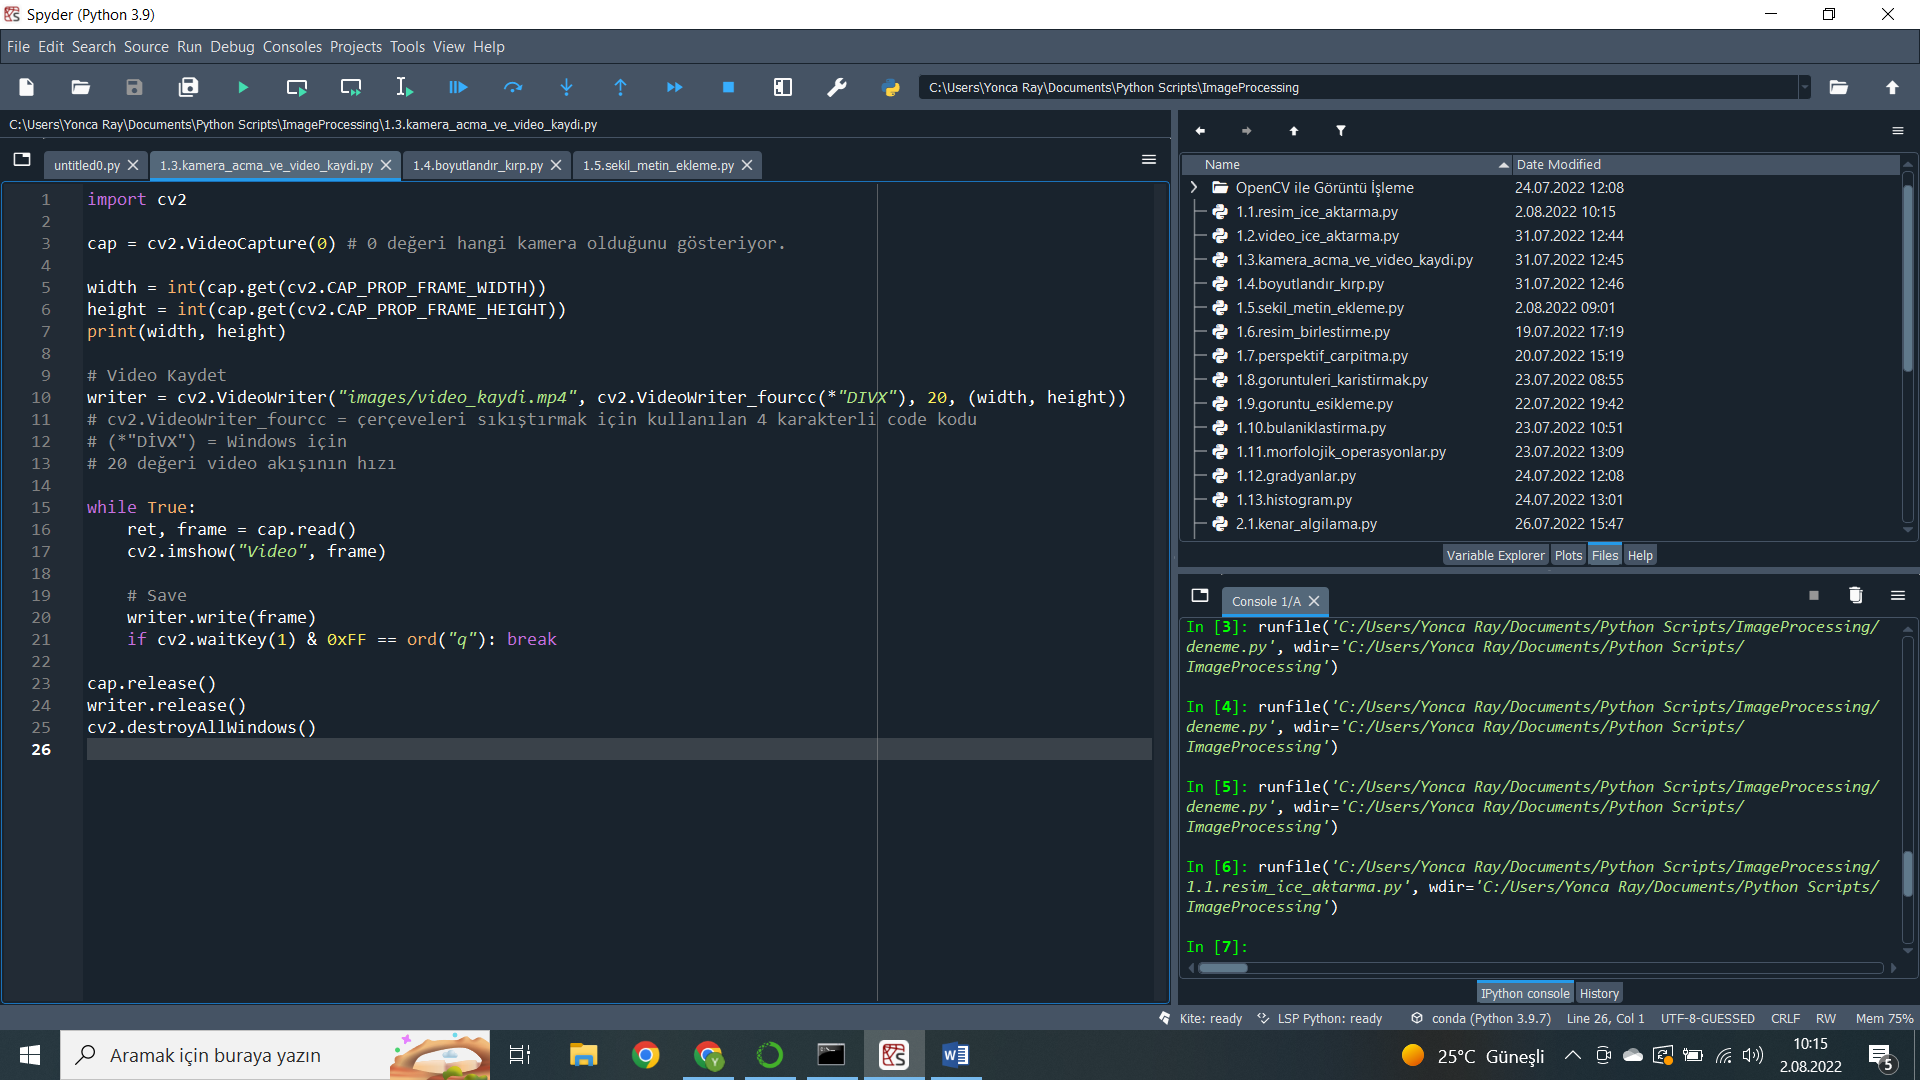 Spyder (Python 3.9)
File Edit Search Source Run Debug Consoles Projects Tools View Help
C:\Users\Yonca Ray\Documents\Python Scripts\ImageProcessing
C:\Users\Yonca Ray\Documents\Python Scripts\ImageProcessing\1.3.kamera_acma_ve_video_kaydi.py
untitled0.py 1.3.kamera_acma_ve_video_kaydi.py 1.4.boyutlandır_kırp.py 1.5.sekil_metin_ekleme.py
1 import cv2
2
3 cap = cv2.VideoCapture(0) # 0 değeri hangi kamera olduğunu gösteriyor.
4
5 width = int(cap.get(cv2.CAP_PROP_FRAME_WIDTH))
6 height = int(cap.get(cv2.CAP_PROP_FRAME_HEIGHT))
7 print(width, height)
8
9 # Video Kaydet
10 writer = cv2.VideoWriter("images/video_kaydi.mp4", cv2.VideoWriter_fourcc(*"DIVX"), 20, (width, height))
11 # cv2.VideoWriter_fourcc = çerçeveleri sıkıştırmak için kullanılan 4 karakterli code kodu
12 # (*"DİVX") = Windows için
13 # 20 değeri video akışının hızı
14
15 while True:
16     ret, frame = cap.read()
17     cv2.imshow("Video", frame)
18
19     # Save
20     writer.write(frame)
21     if cv2.waitKey(1) & 0xFF == ord("q"): break
22
23 cap.release()
24 writer.release()
25 cv2.destroyAllWindows()
26
Name Date Modified
OpenCV ile Görüntü İşleme 24.07.2022 12:08
1.1.resim_ice_aktarma.py 2.08.2022 10:15
1.2.video_ice_aktarma.py 31.07.2022 12:44
1.3.kamera_acma_ve_video_kaydi.py 31.07.2022 12:45
1.4.boyutlandır_kırp.py 31.07.2022 12:46
1.5.sekil_metin_ekleme.py 2.08.2022 09:01
1.6.resim_birlestirme.py 19.07.2022 17:19
1.7.perspektif_carpitma.py 20.07.2022 15:19
1.8.goruntuleri_karistirmak.py 23.07.2022 08:55
1.9.goruntu_esikleme.py 22.07.2022 19:42
1.10.bulaniklastirma.py 23.07.2022 10:51
1.11.morfolojik_operasyonlar.py 23.07.2022 13:09
1.12.gradyanlar.py 24.07.2022 12:08
1.13.histogram.py 24.07.2022 13:01
2.1.kenar_algilama.py 26.07.2022 15:47
Variable Explorer Plots Files Help
Console 1/A
In [3]: runfile('C:/Users/Yonca Ray/Documents/Python Scripts/ImageProcessing/
deneme.py', wdir='C:/Users/Yonca Ray/Documents/Python Scripts/
ImageProcessing')
In [4]: runfile('C:/Users/Yonca Ray/Documents/Python Scripts/ImageProcessing/
deneme.py', wdir='C:/Users/Yonca Ray/Documents/Python Scripts/
ImageProcessing')
In [5]: runfile('C:/Users/Yonca Ray/Documents/Python Scripts/ImageProcessing/
deneme.py', wdir='C:/Users/Yonca Ray/Documents/Python Scripts/
ImageProcessing')
In [6]: runfile('C:/Users/Yonca Ray/Documents/Python Scripts/ImageProcessing/
1.1.resim_ice_aktarma.py', wdir='C:/Users/Yonca Ray/Documents/Python Scripts/
ImageProcessing')
In [7]:
IPython console History
Kite: ready LSP Python: ready conda (Python 3.9.7) Line 26, Col 1 UTF-8-GUESSED CRLF RW Mem 75%
Aramak için buraya yazın
25°C Güneşli
10:15
2.08.2022
5